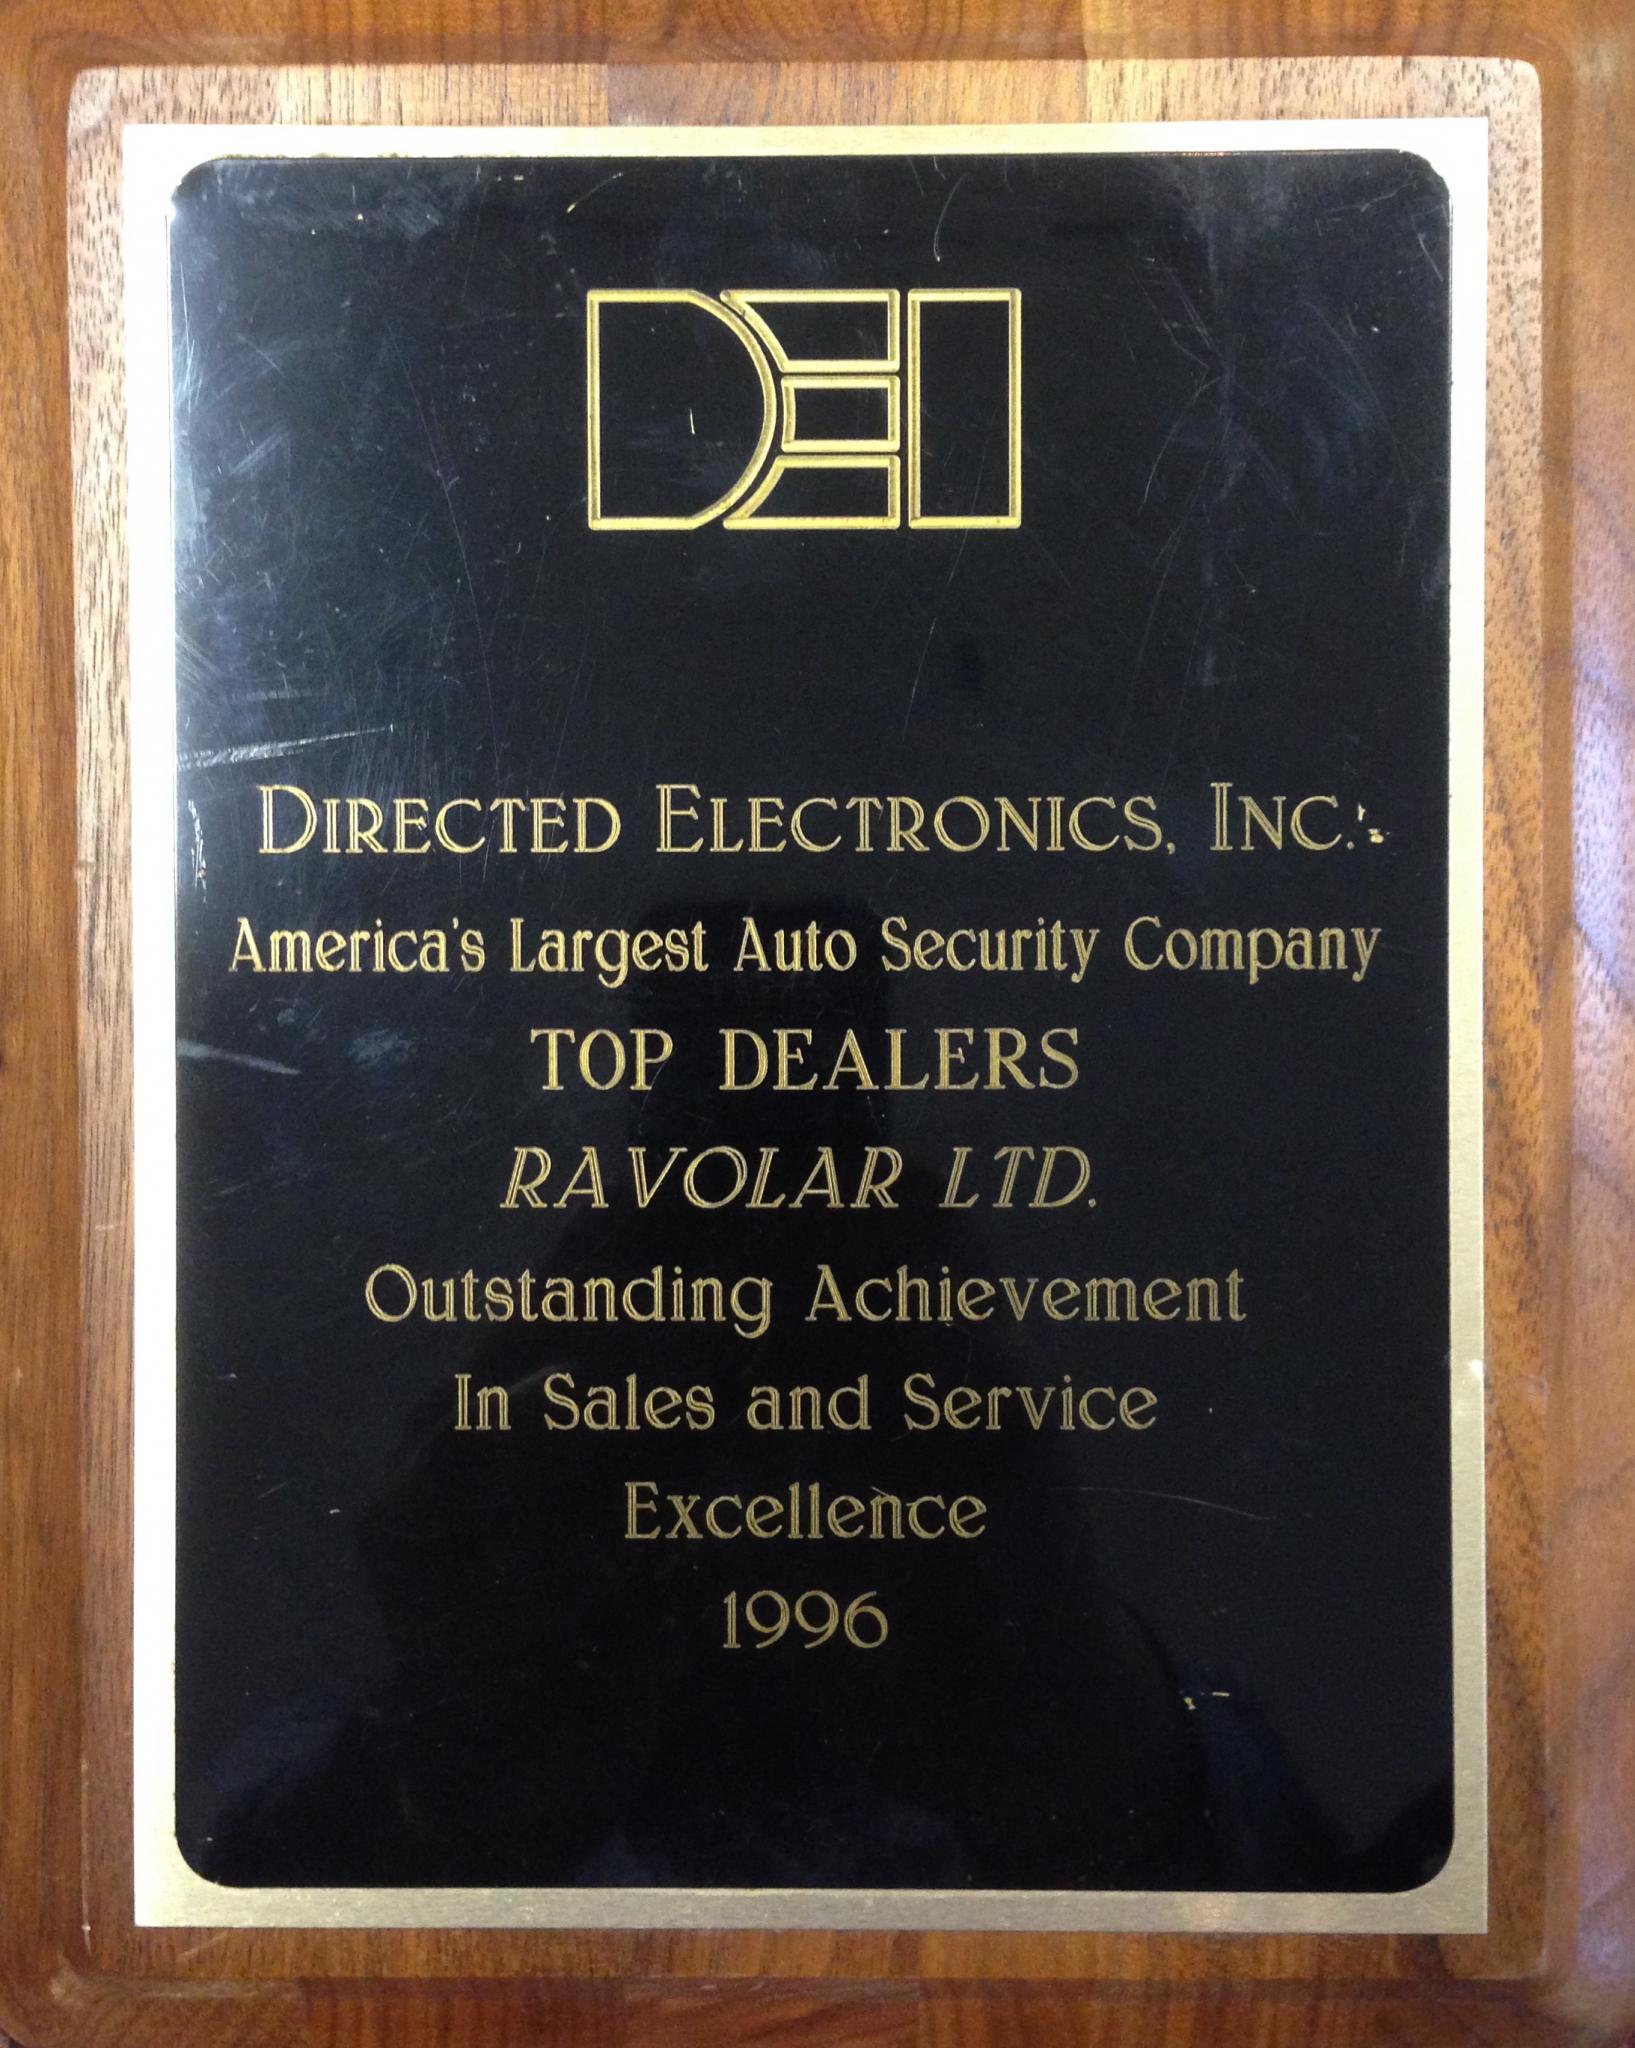 DEI
DIRECTED ELECTRONICS, INC.
America's Largest Auto Security Company
TOP DEALERS
RAVOLAR LTD.
Outstanding Achievement
In Sales and Service
Excellence
1996